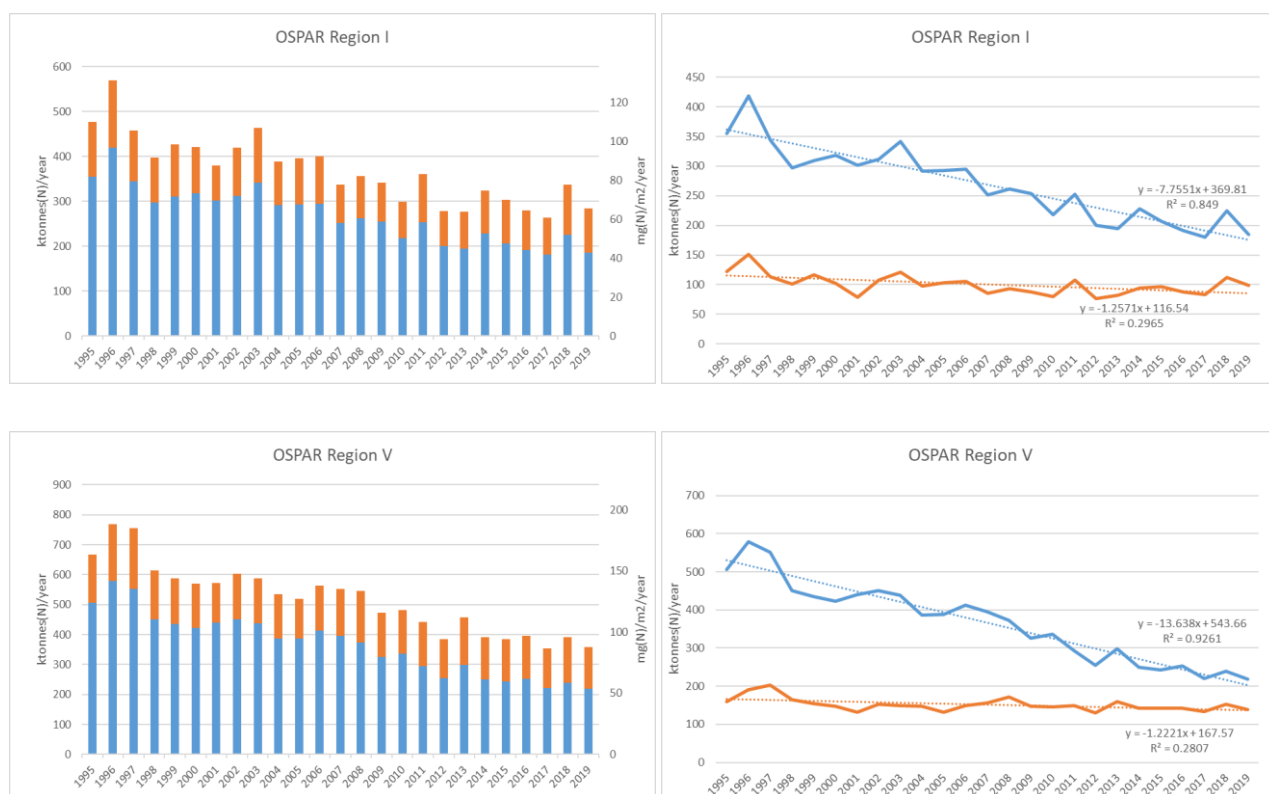 OSPAR Region I
600
500
400
300
200
100
0
ktonnes(N)/year
120
100
80
60
40
20
0
mg(N)/m2/year
1995 1996 1997 1998 1999 2000 2001 2002 2003 2004 2005 2006 2007 2008 2009 2010 2011 2012 2013 2014 2015 2016 2017 2018 2019
OSPAR Region I
450
400
350
300
250
200
150
100
50
0
ktonnes(N)/year
y = -7.7551x + 369.81
R² = 0.849
y = -1.2571x + 116.54
R² = 0.2965
1995 1996 1997 1998 1999 2000 2001 2002 2003 2004 2005 2006 2007 2008 2009 2010 2011 2012 2013 2014 2015 2016 2017 2018 2019
OSPAR Region V
900
800
700
600
500
400
300
200
100
0
ktonnes(N)/year
200
150
100
50
0
mg(N)/m2/year
1995 1996 1997 1998 1999 2000 2001 2002 2003 2004 2005 2006 2007 2008 2009 2010 2011 2012 2013 2014 2015 2016 2017 2018 2019
OSPAR Region V
700
600
500
400
300
200
100
0
ktonnes(N)/year
y = -13.638x + 543.66
R² = 0.9261
y = -1.2221x + 167.57
R² = 0.2807
1995 1996 1997 1998 1999 2000 2001 2002 2003 2004 2005 2006 2007 2008 2009 2010 2011 2012 2013 2014 2015 2016 2017 2018 2019